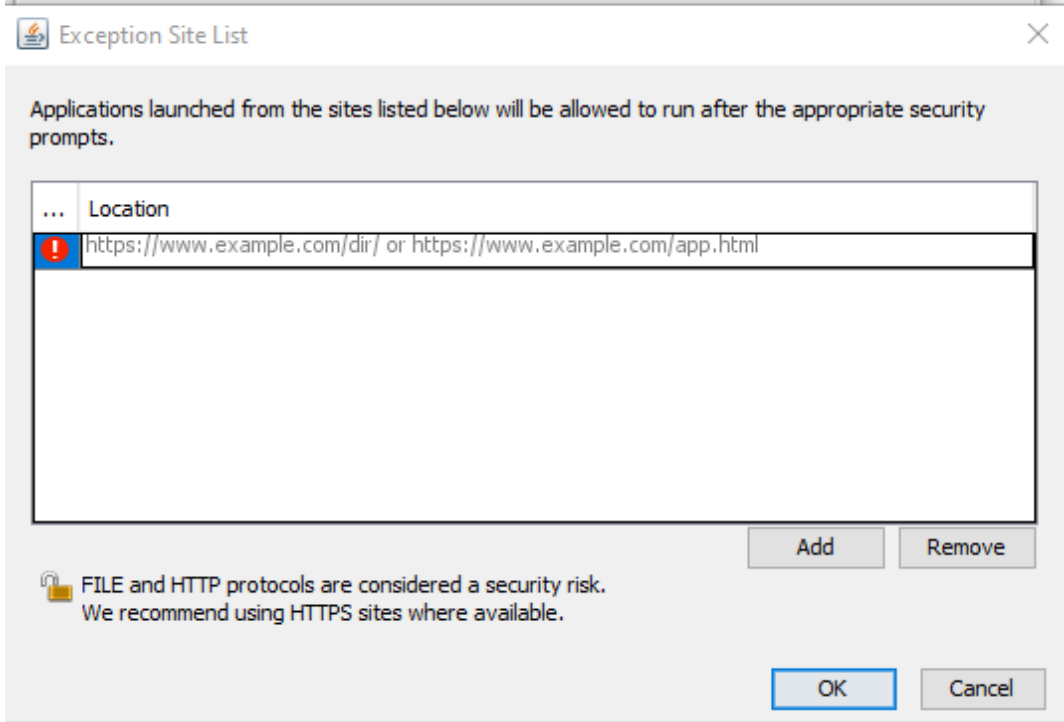 Exception Site List
Applications launched from the sites listed below will be allowed to run after the appropriate security
prompts.
... Location
https://www.example.com/dir/ or https://www.example.com/app.html
Add Remove
FILE and HTTP protocols are considered a security risk.
We recommend using HTTPS sites where available.
OK Cancel